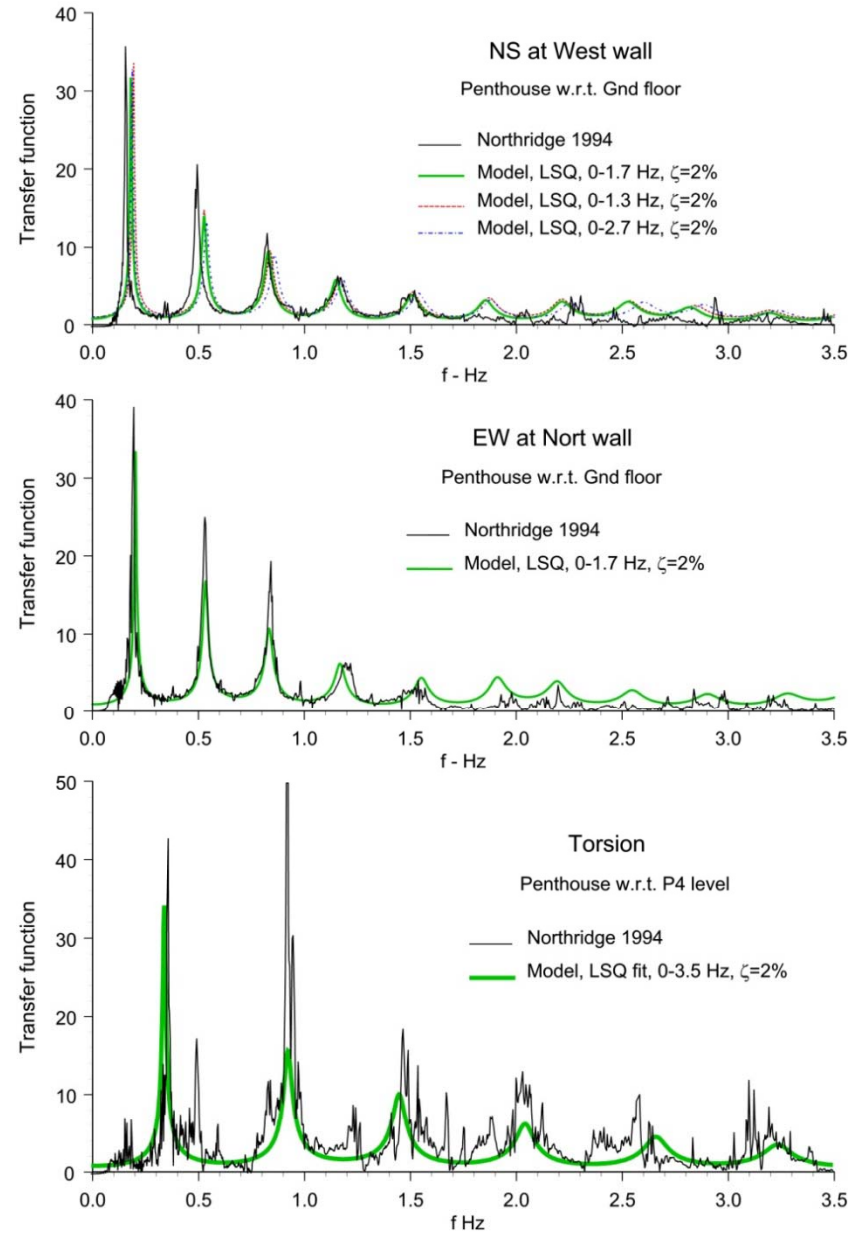 40
NS at West wall
Penthouse w.r.t. Gnd floor
30
Northridge 1994
Model, LSQ, 0-1.7 Hz, ζ=2%
20
Model, LSQ, 0-1.3 Hz, ζ=2%
Model, LSQ, 0-2.7 Hz, ζ=2%
Transfer function
10
0
0.0 0.5 1.0 1.5 2.0 2.5 3.0 3.5
f - Hz
40
EW at Nort wall
Penthouse w.r.t. Gnd floor
30
Northridge 1994
Model, LSQ, 0-1.7 Hz, ζ=2%
20
Transfer function
10
0
0.0 0.5 1.0 1.5 2.0 2.5 3.0 3.5
f - Hz
50
Torsion
40
Penthouse w.r.t. P4 level
30
Northridge 1994
Model, LSQ fit, 0-3.5 Hz, ζ=2%
20
Transfer function
10
0
0.0 0.5 1.0 1.5 2.0 2.5 3.0 3.5
f Hz